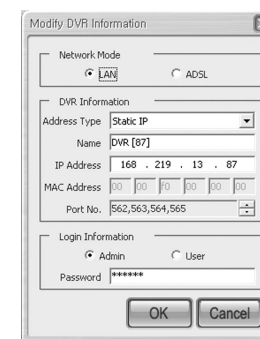 Modify DVR Information
Network Mode
LAN ADSL
DVR Information
Address Type Static IP
Name DVR [87]
IP Address 168 . 219 . 13 . 87
MAC Address 00 00 F0 00 00 00
Port No. 562,563,564,565
Login Information
Admin User
Password ******
OK Cancel